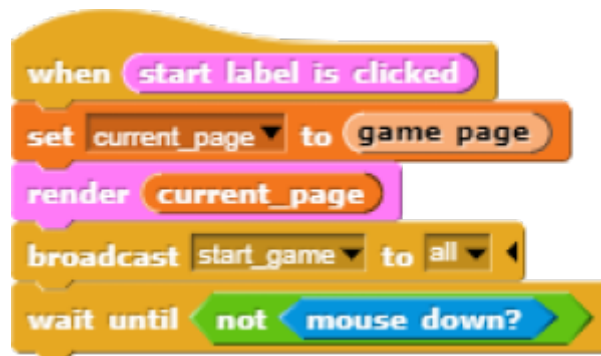 when start label is clicked
set current_page to game page
render current_page
broadcast start_game to all
wait until not mouse down?